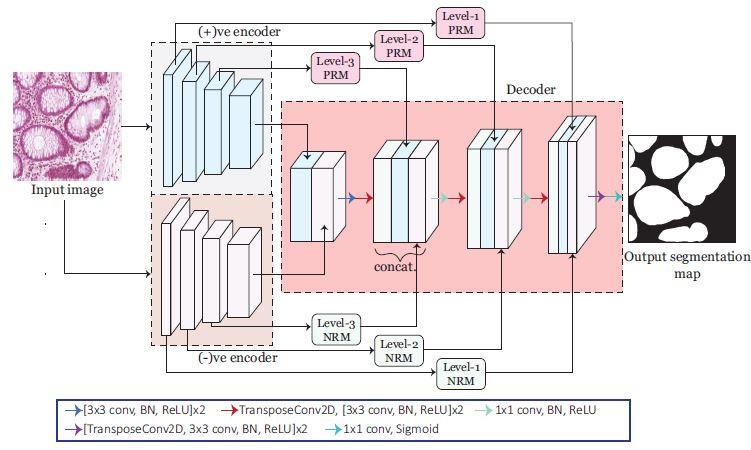 Level-1
PRM
(+)ve encoder
Level-2
PRM
Level-3
PRM
Decoder
Input image
concat.
Output segmentation
map
Level-3
NRM
Level-2
NRM
(-)ve encoder
Level-1
NRM
[3x3 conv, BN, ReLU]x2
TransposeConv2D, [3x3 conv, BN, ReLU]x2
1x1 conv, BN, ReLU
[TransposeConv2D, 3x3 conv, BN, ReLU]x2
1x1 conv, Sigmoid